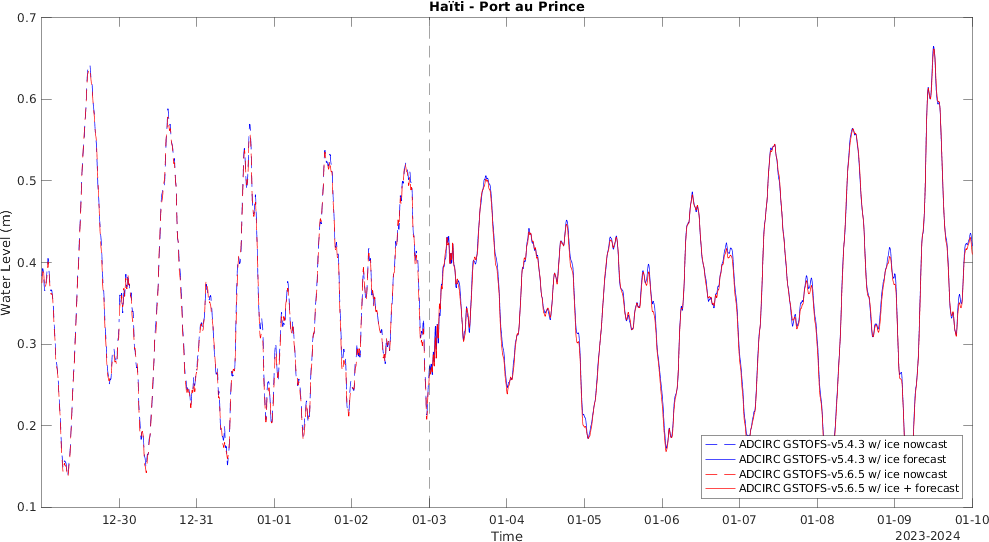 Haïti - Port au Prince
0.7
0.6
0.5
0.4
0.3
0.2
0.1
Water Level (m)
ADCIRC GSTOFS-v5.4.3 w/ ice nowcast
ADCIRC GSTOFS-v5.4.3 w/ ice forecast
ADCIRC GSTOFS-v5.6.5 w/ ice nowcast
ADCIRC GSTOFS-v5.6.5 w/ ice + forecast
12-30 12-31 01-01 01-02 01-03 01-04 01-05 01-06 01-07 01-08 01-09 01-10
Time
2023-2024